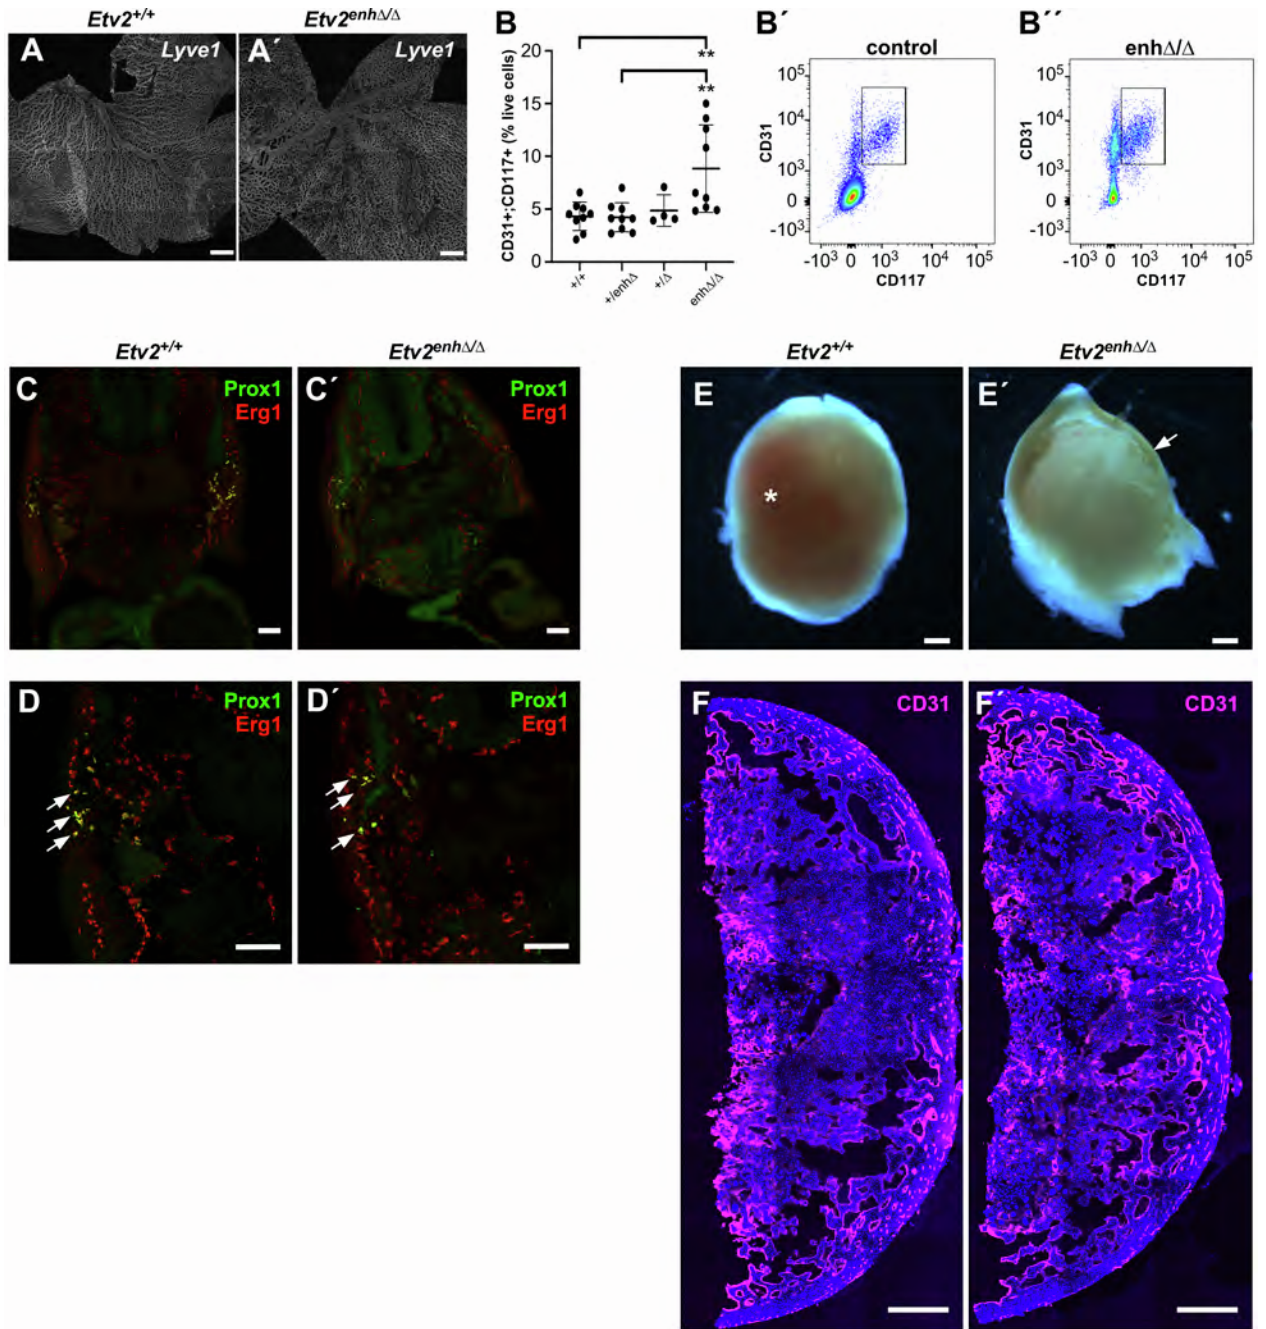 Etv2+/+
Etv2enhΔ/Δ
A
Lyve1
A´
Lyve1
B
20
15
10
5
0
CD31+;CD117+ (% live cells)
**
**
+/+
+/enhΔ
+/Δ
enhΔ/Δ
B´
control
10^5
10^4
10^3
0
-10^3
CD31
-10^3 0 10^3 10^4 10^5
CD117
B´´
enhΔ/Δ
10^5
10^4
10^3
0
-10^3
CD31
-10^3 0 10^3 10^4 10^5
CD117
Etv2+/+
Etv2enhΔ/Δ
C
Prox1
Erg1
C´
Prox1
Erg1
D
Prox1
Erg1
D´
Prox1
Erg1
Etv2+/+
Etv2enhΔ/Δ
E
*
E´
F
CD31
F´
CD31